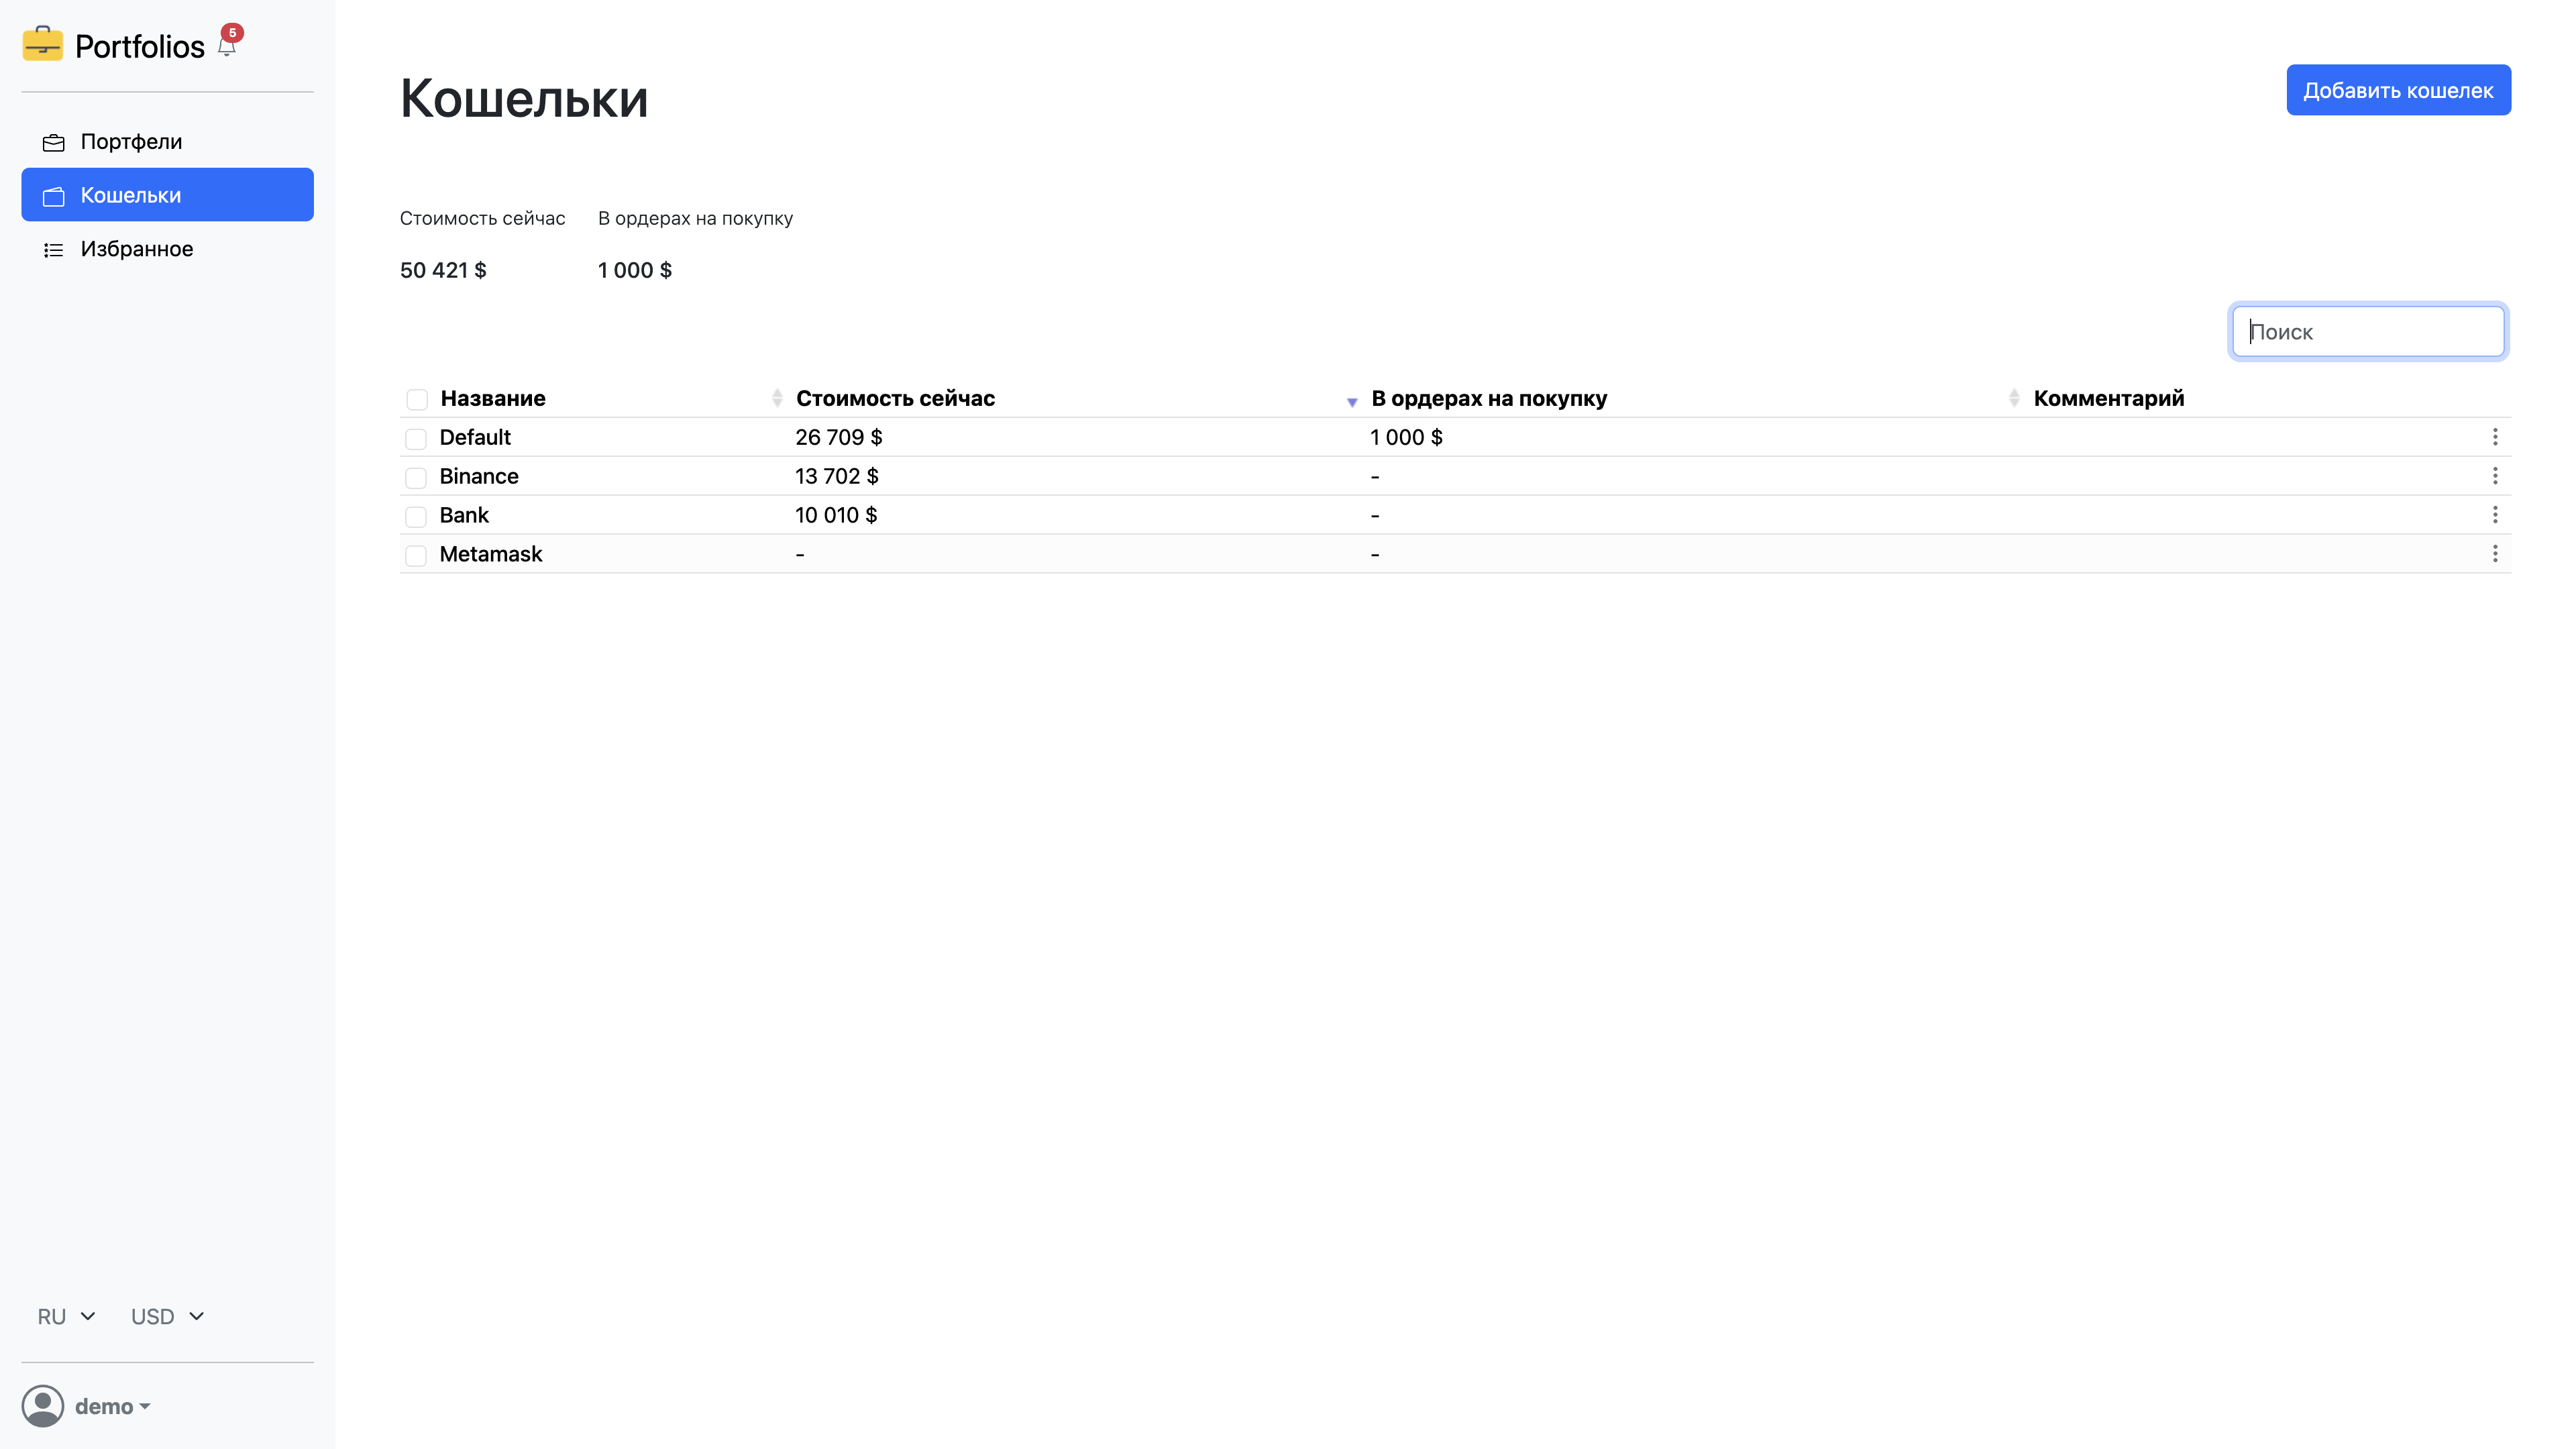 Portfolios 5
Портфели
Кошельки
Избранное
RU USD
demo
Кошельки
Добавить кошелек
Стоимость сейчас В ордерах на покупку
50 421 $ 1 000 $
Поиск
Название Стоимость сейчас В ордерах на покупку Комментарий
Default 26 709 $ 1 000 $
Binance 13 702 $ -
Bank 10 010 $ -
Metamask - -